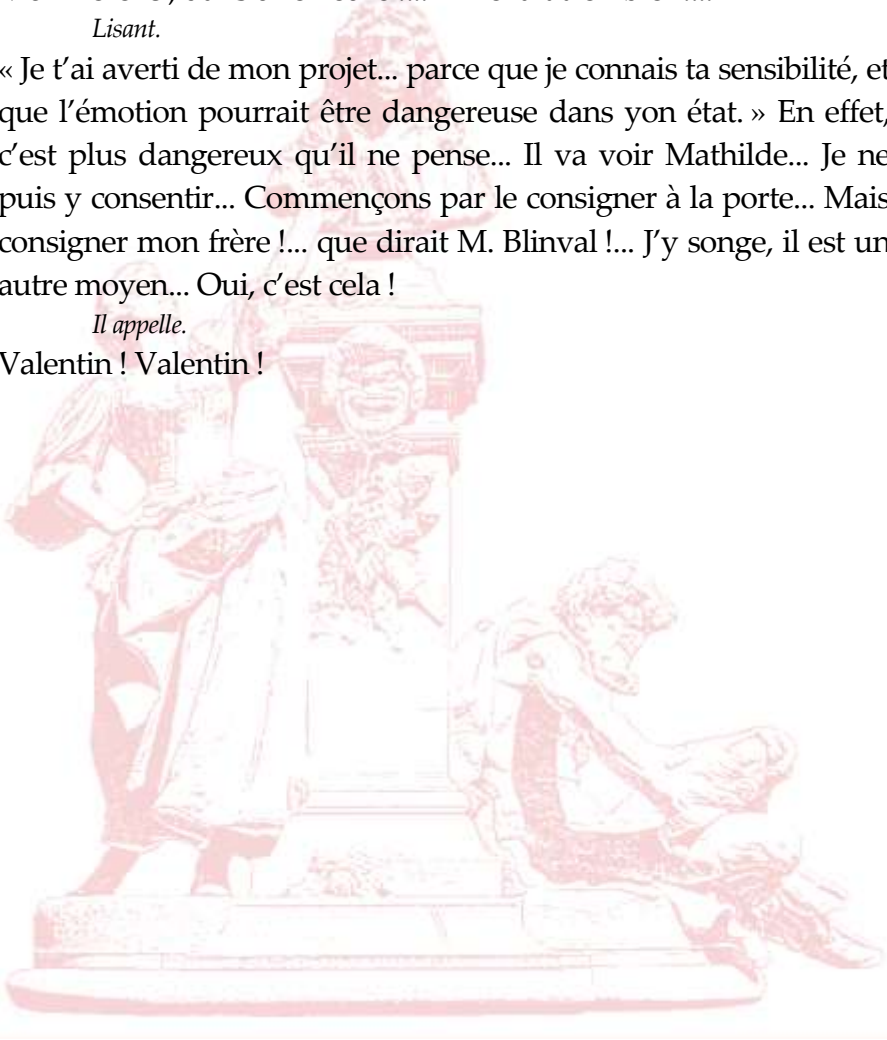 Lisant.
« Je t'ai averti de mon projet... parce que je connais ta sensibilité, et
que l'émotion pourrait être dangereuse dans yon état. » En effet,
c'est plus dangereux qu'il ne pense... Il va voir Mathilde... Je ne
puis y consentir... Commençons par le consigner à la porte... Mais
consigner mon frère !... que dirait M. Blinval !... J'y songe, il est un
autre moyen... Oui, c'est cela !
Il appelle.
Valentin ! Valentin !